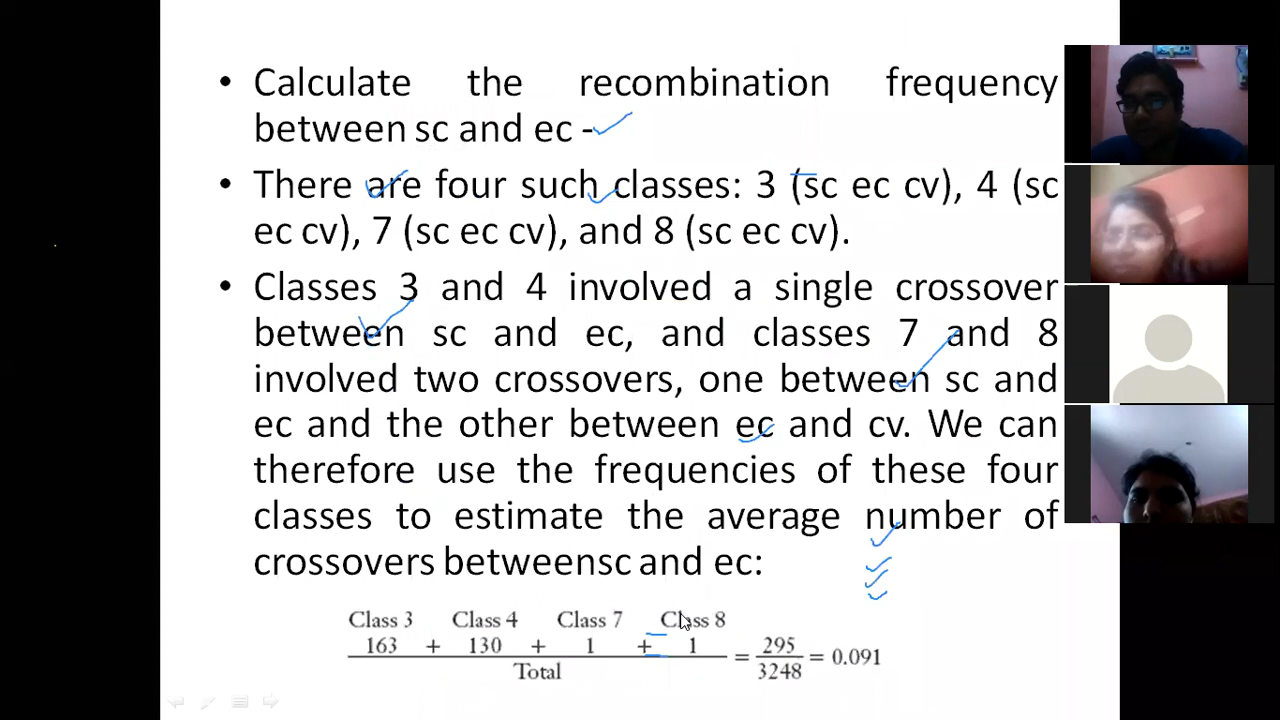 • Calculate the recombination frequency
between sc and ec -
• There are four such classes: 3 (sc ec cv), 4 (sc
ec cv), 7 (sc ec cv), and 8 (sc ec cv).
• Classes 3 and 4 involved a single crossover
between sc and ec, and classes 7 and 8
involved two crossovers, one between sc and
ec and the other between ec and cv. We can
therefore use the frequencies of these four
classes to estimate the average number of
crossovers betweensc and ec:
Class 3 Class 4 Class 7 Class 8
163 + 130 + 1 + 1 = 295 = 0.091
Total 3248